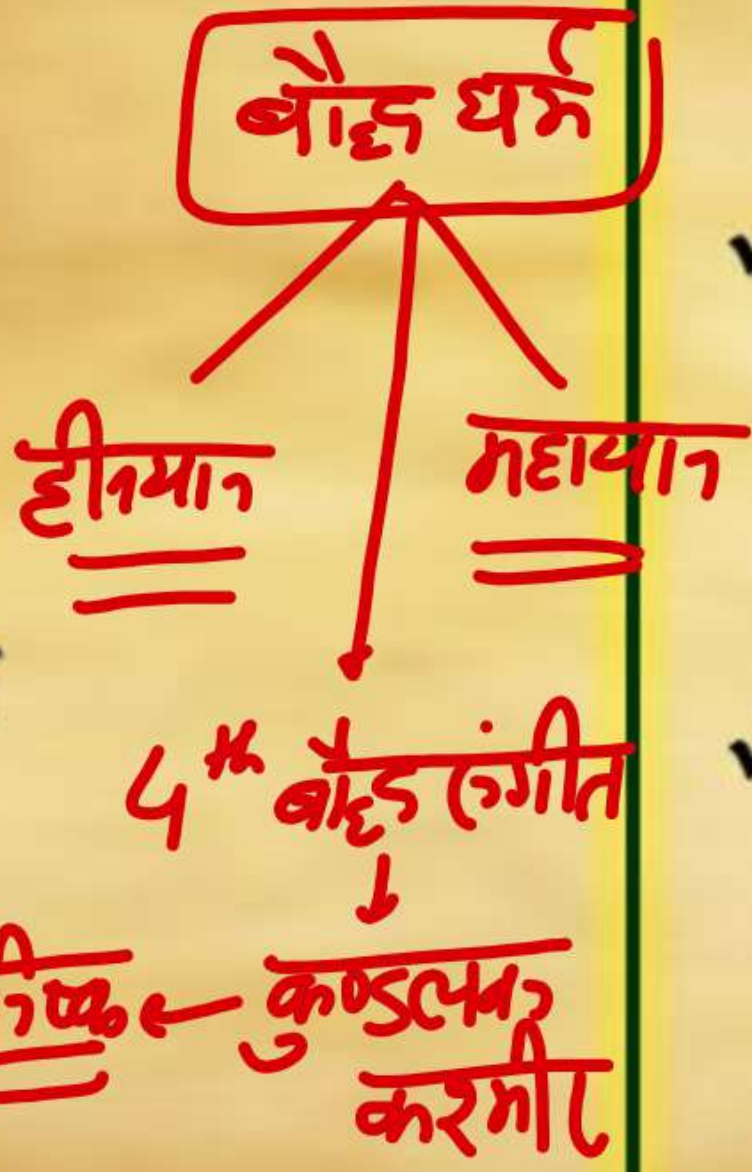 बौद्ध धर्म
हीनयान महायान
4th बौद्ध संगीत
कुण्डलवन
कश्मीर